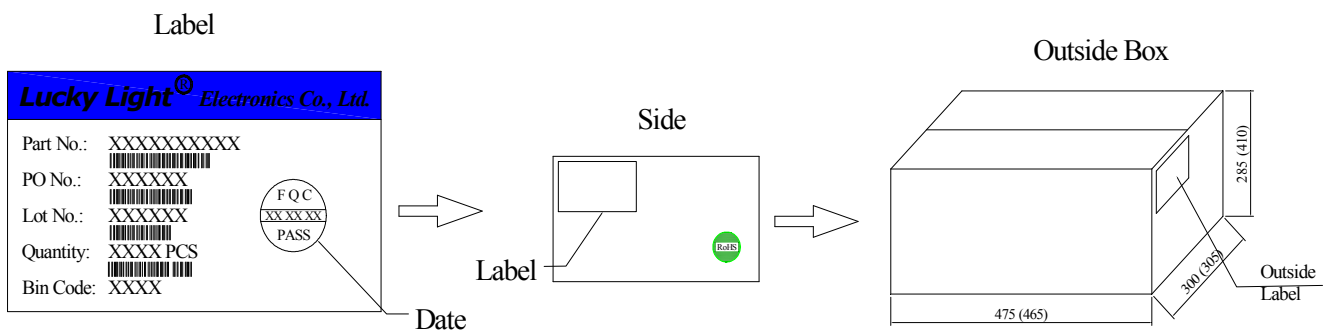 Label
Lucky Light® Electronics Co., Ltd.
Part No.: XXXXXXXXXX
PO No.: XXXXXX
Lot No.: XXXXXX
Quantity: XXXX PCS
Bin Code: XXXX
F Q C
XX XX XX
PASS
Date
Side
RoHS
Label
Outside Box
285 (410)
300 (305)
475 (465)
Outside
Label